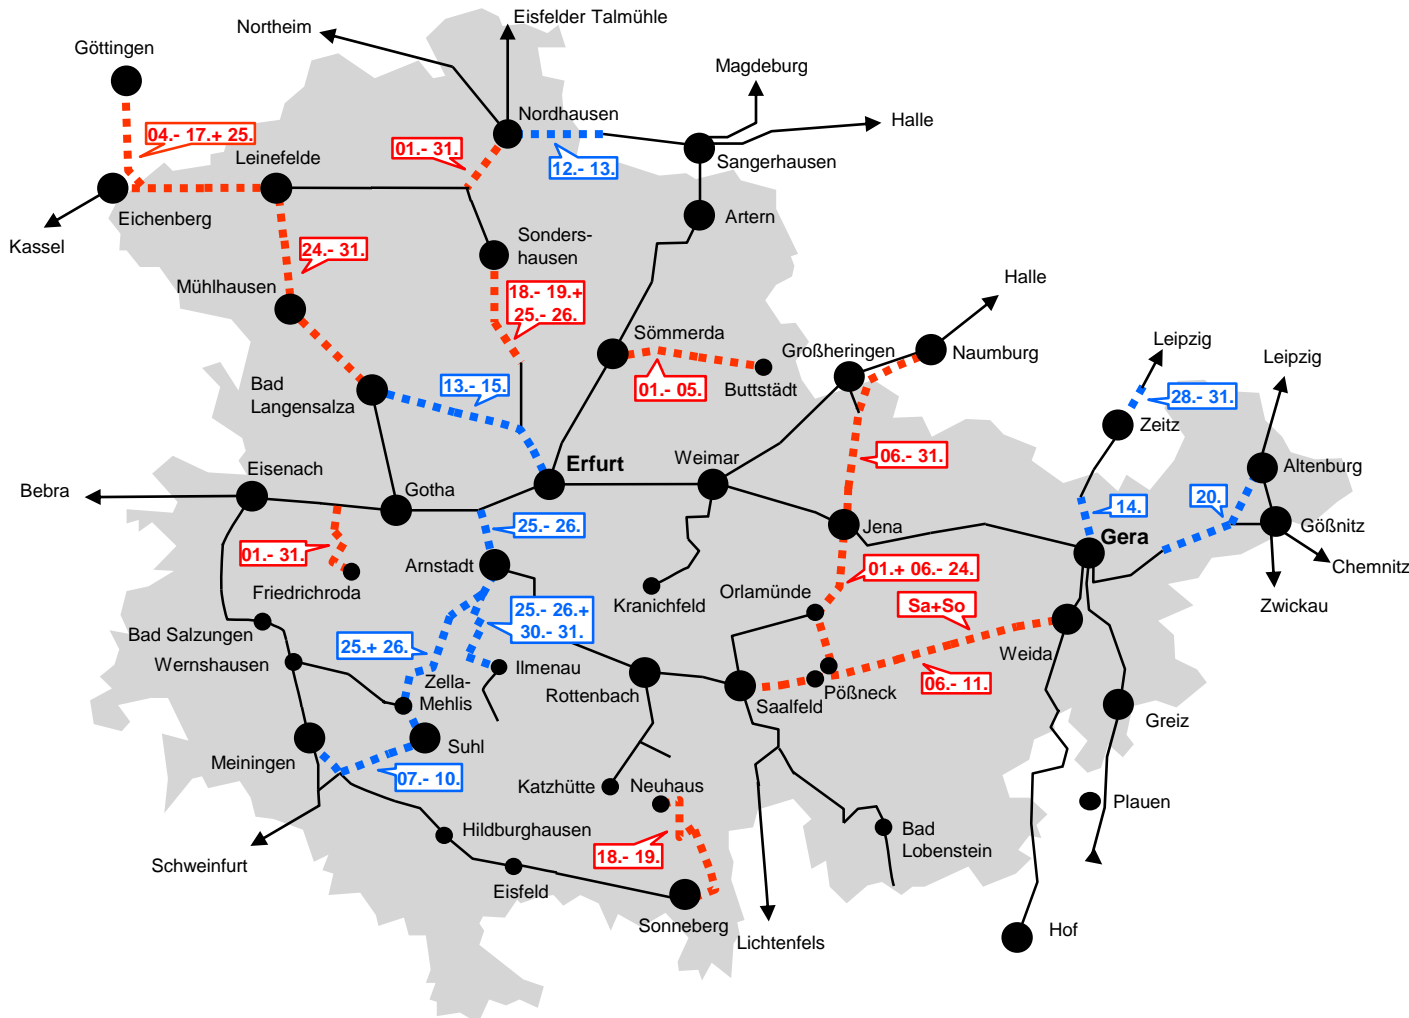 Eisfelder Talmühle
Northeim
Göttingen
Magdeburg
Nordhausen
Halle
04.- 17.+ 25.
01.- 31.
12.- 13.
Leinefelde
Sangerhausen
Eichenberg
Artern
Kassel
Sonders-
hausen
24.- 31.
Mühlhausen
18.- 19.+
25.- 26.
Halle
Sömmerda
Großheringen
Naumburg
Leipzig
Leipzig
Buttstädt
01.- 05.
13.- 15.
Bad
Langensalza
28.- 31.
Zeitz
Erfurt
Weimar
06.- 31.
Altenburg
Eisenach
Bebra
Gotha
20.
14.
25.- 26.
Jena
Gera
Gößnitz
01.- 31.
Arnstadt
01.+ 06.- 24.
Chemnitz
Friedrichroda
Kranichfeld
Orlamünde
Zwickau
25.- 26.+
30.- 31.
Sa+So
Bad Salzungen
25.+ 26.
Wernshausen
Weida
Ilmenau
Zella-
Mehlis
Rottenbach
Pößneck
06.- 11.
Saalfeld
Greiz
Suhl
Meiningen
07.- 10.
Katzhütte
Neuhaus
Plauen
Hildburghausen
Bad
Lobenstein
18.- 19.
Schweinfurt
Eisfeld
Sonneberg
Lichtenfels
Hof